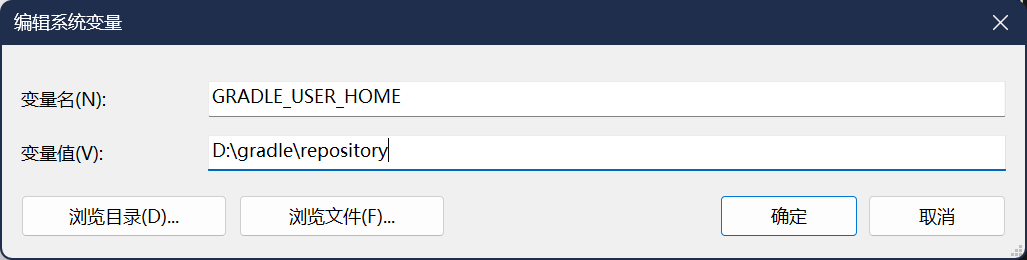 编辑系统变量
变量名(N): GRADLE_USER_HOME
变量值(V): D:\gradle\repository
浏览目录(D)... 浏览文件(F)... 确定 取消